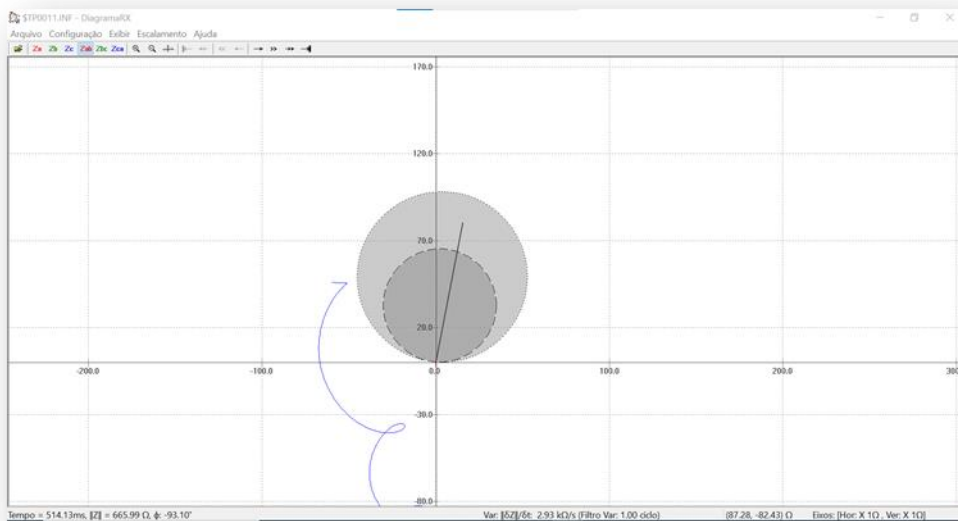 $TP0011.INF - DiagramaRX
Arquivo Configuração Exibir Escalamento Ajuda
Za Zb Zc Zab Zbc Zca
170.0
120.0
70.0
20.0
-200.0 -100.0 0.0 100.0 200.0 300
-30.0
-80.0
Tempo = 514.13ms, |Z| = 665.99 Ω, ϕ: -93.10° Var: |δZ|/δt: 2.93 kΩ/s (Filtro Var: 1.00 ciclo) (87.28, -82.43) Ω Eixos: [Hor: X 1Ω , Ver: X 1Ω]